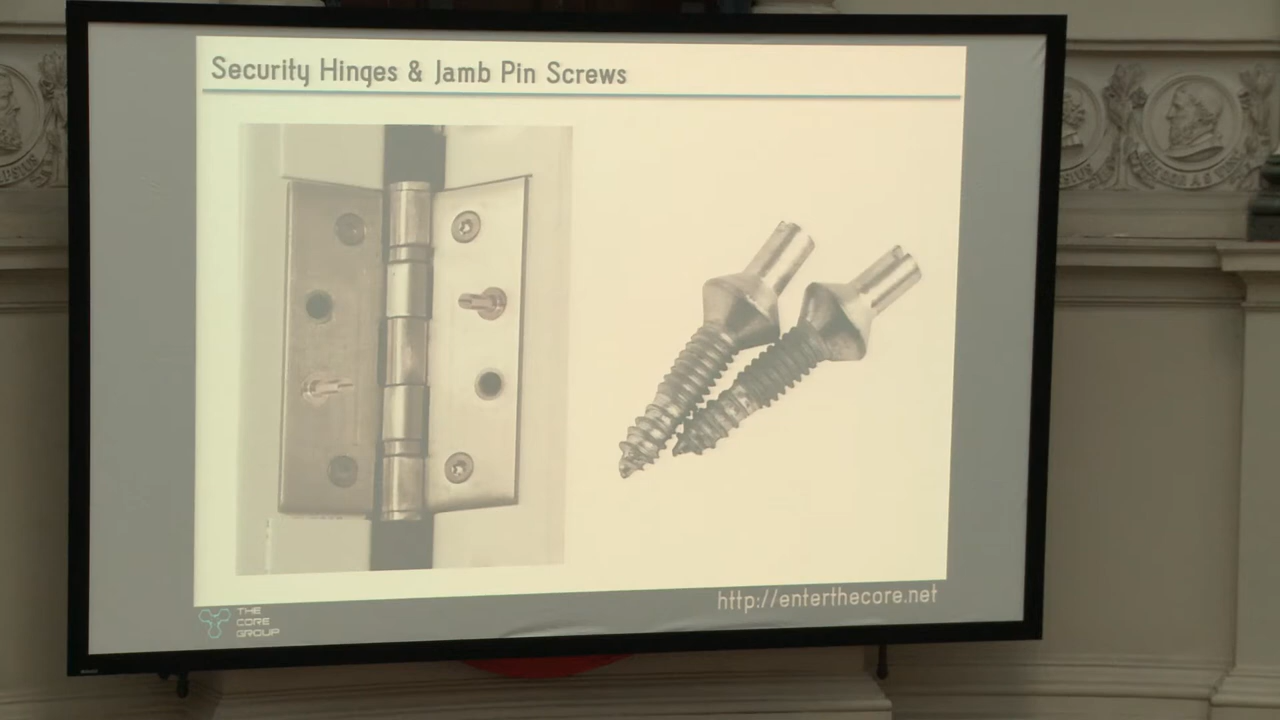 Security Hinges & Jamb Pin Screws
http://enterthecore.net
THE
CORE
GROUP